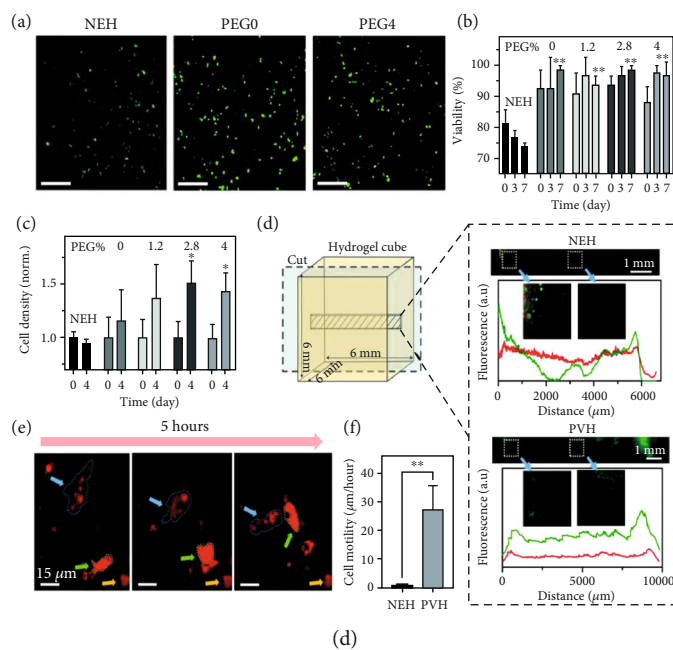 (a)
NEH
PEG0
PEG4
(b)
Viability (%)
100
90
80
70
PEG%
0
1.2
2.8
4
NEH
**
**
**
**
0 3 7 0 3 7 0 3 7 0 3 7 0 3 7
Time (day)
(c)
Cell density (norm.)
1.5
1.0
PEG%
0
1.2
2.8
4
NEH
*
*
0 4 0 4 0 4 0 4 0 4
Time (day)
(d)
Cut
Hydrogel cube
6 mm
6 mm
6 mm
NEH
1 mm
Fluorescence (a.u)
0 2000 4000 6000
Distance (μm)
PVH
1 mm
Fluorescence (a.u)
0 5000 10000
Distance (μm)
(e)
5 hours
15 μm
(f)
Cell motility (μm/hour)
40
30
20
10
0
**
NEH PVH
(d)